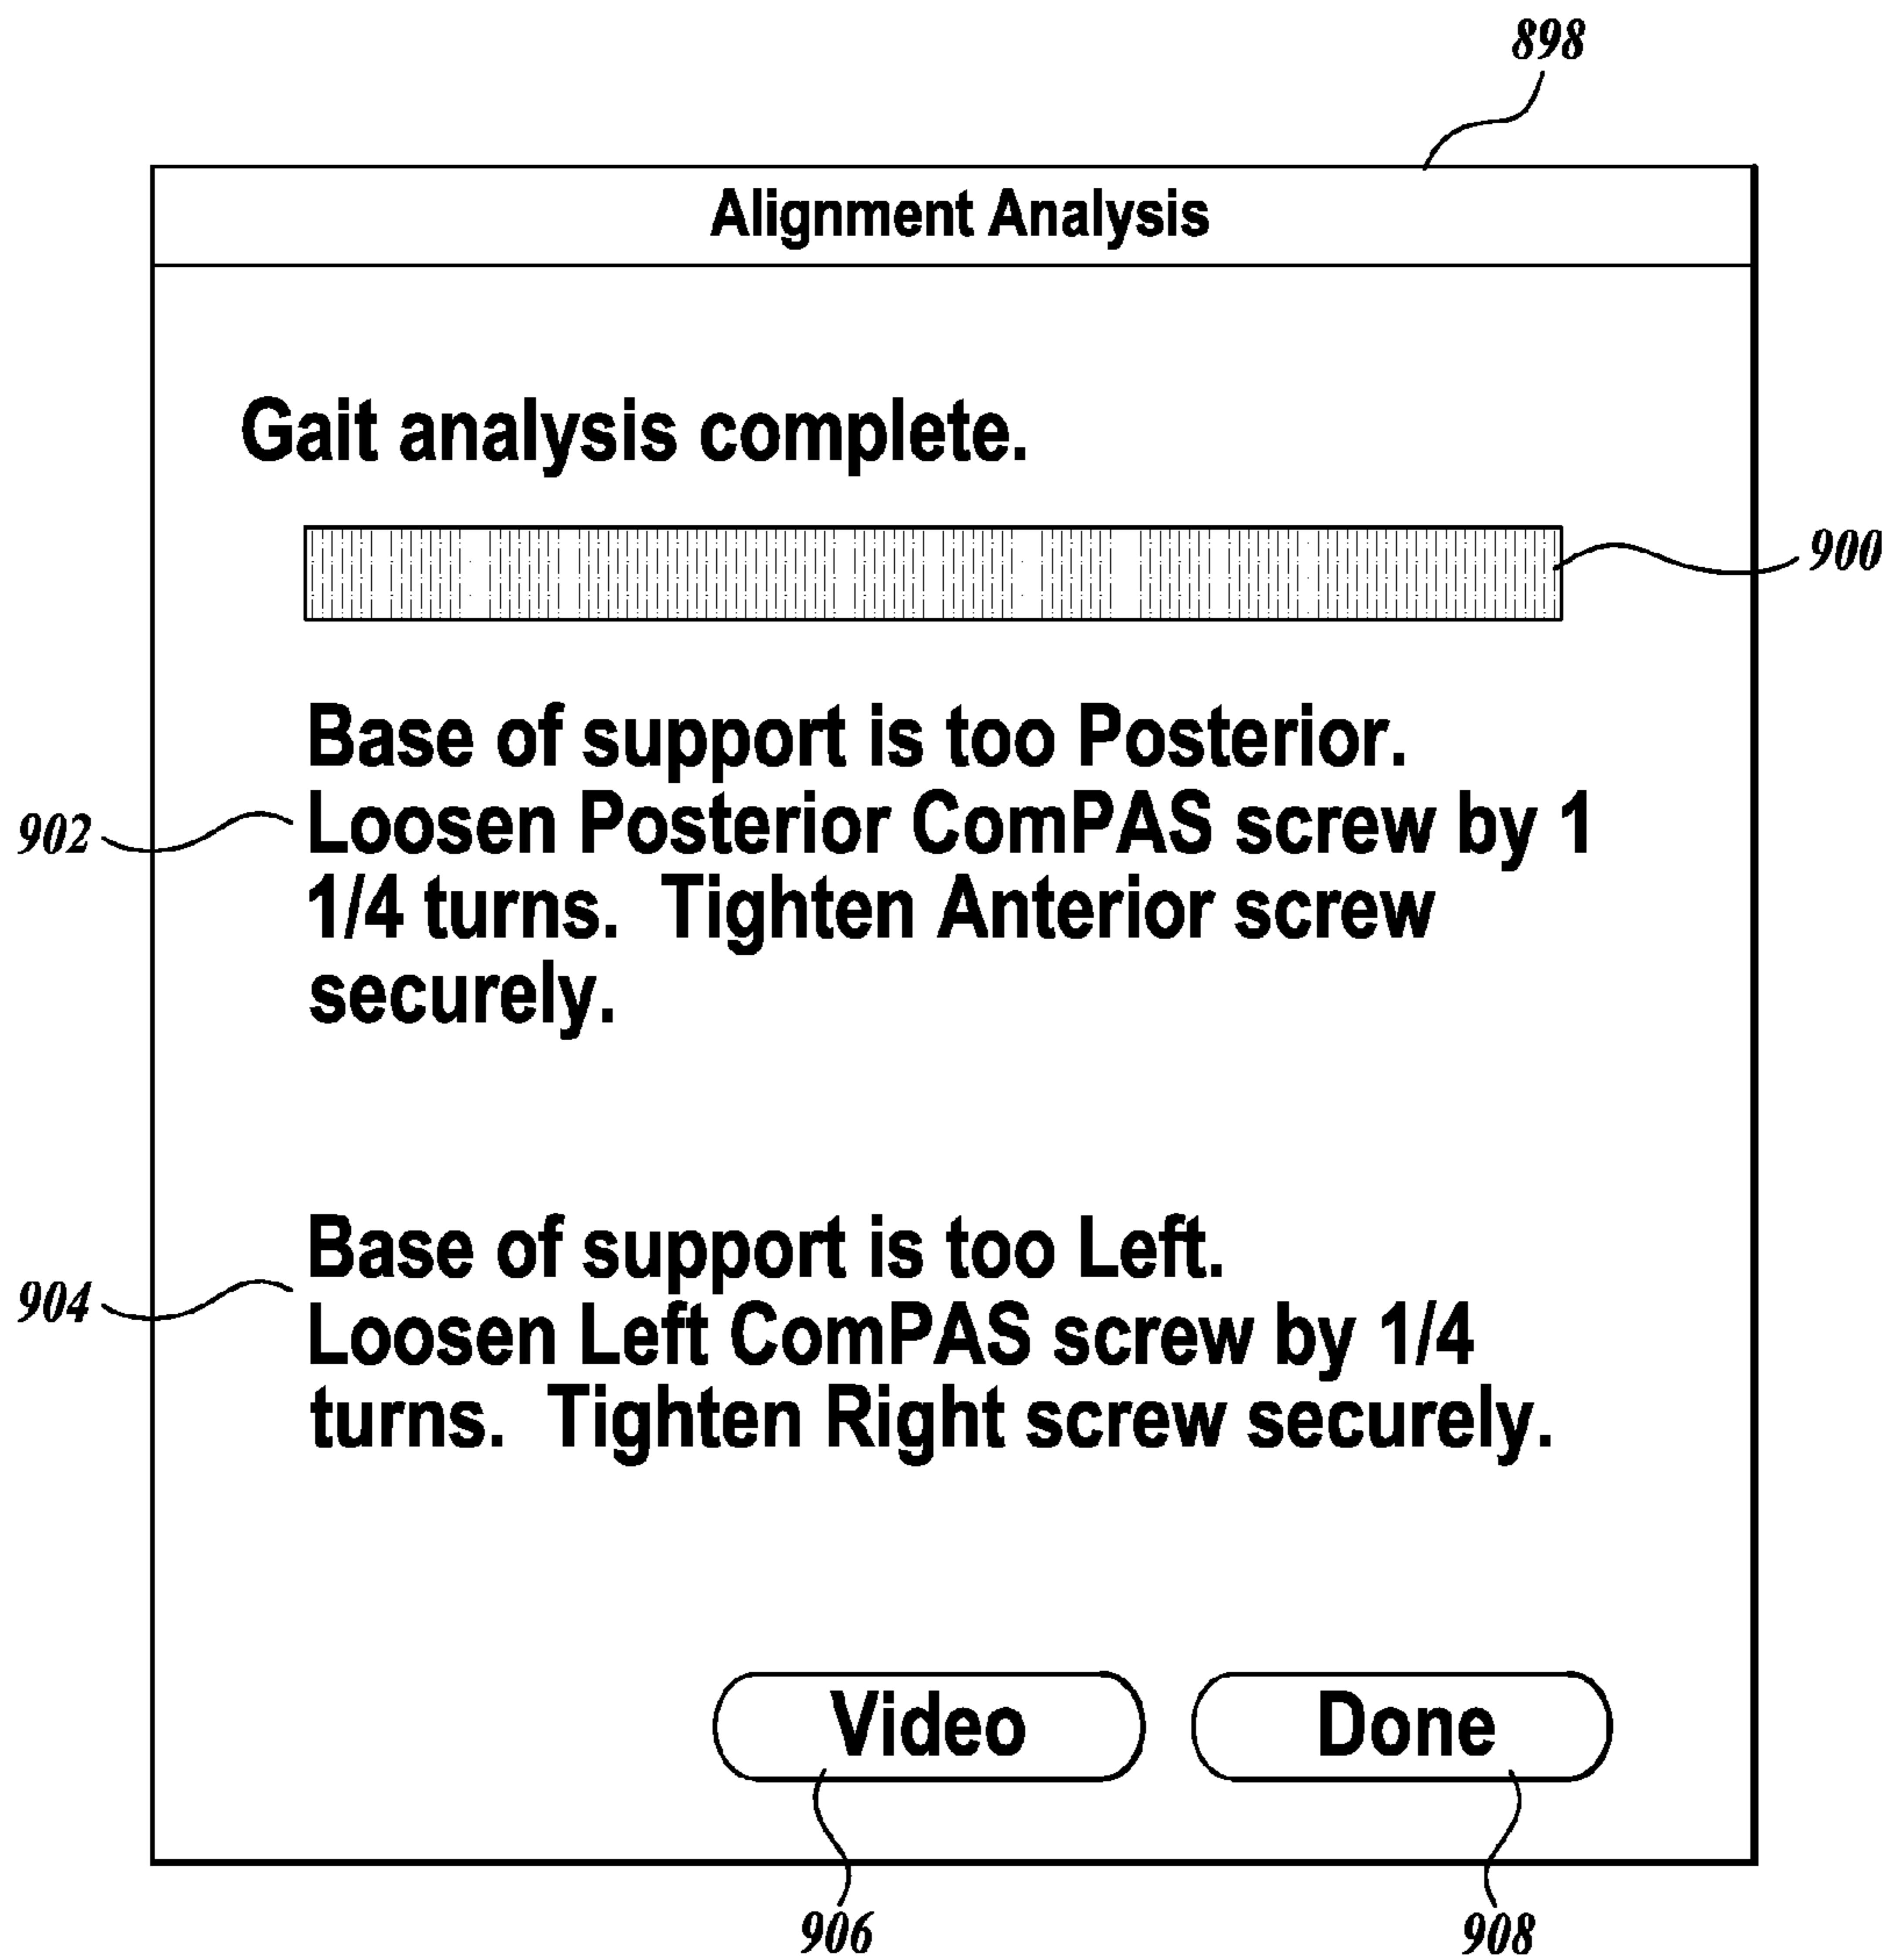 898
Alignment Analysis
Gait analysis complete.
900
Base of support is too Posterior.
902 Loosen Posterior ComPAS screw by 1
1/4 turns. Tighten Anterior screw
securely.
Base of support is too Left.
904
Loosen Left ComPAS screw by 1/4
turns. Tighten Right screw securely.
Video Done
906 908